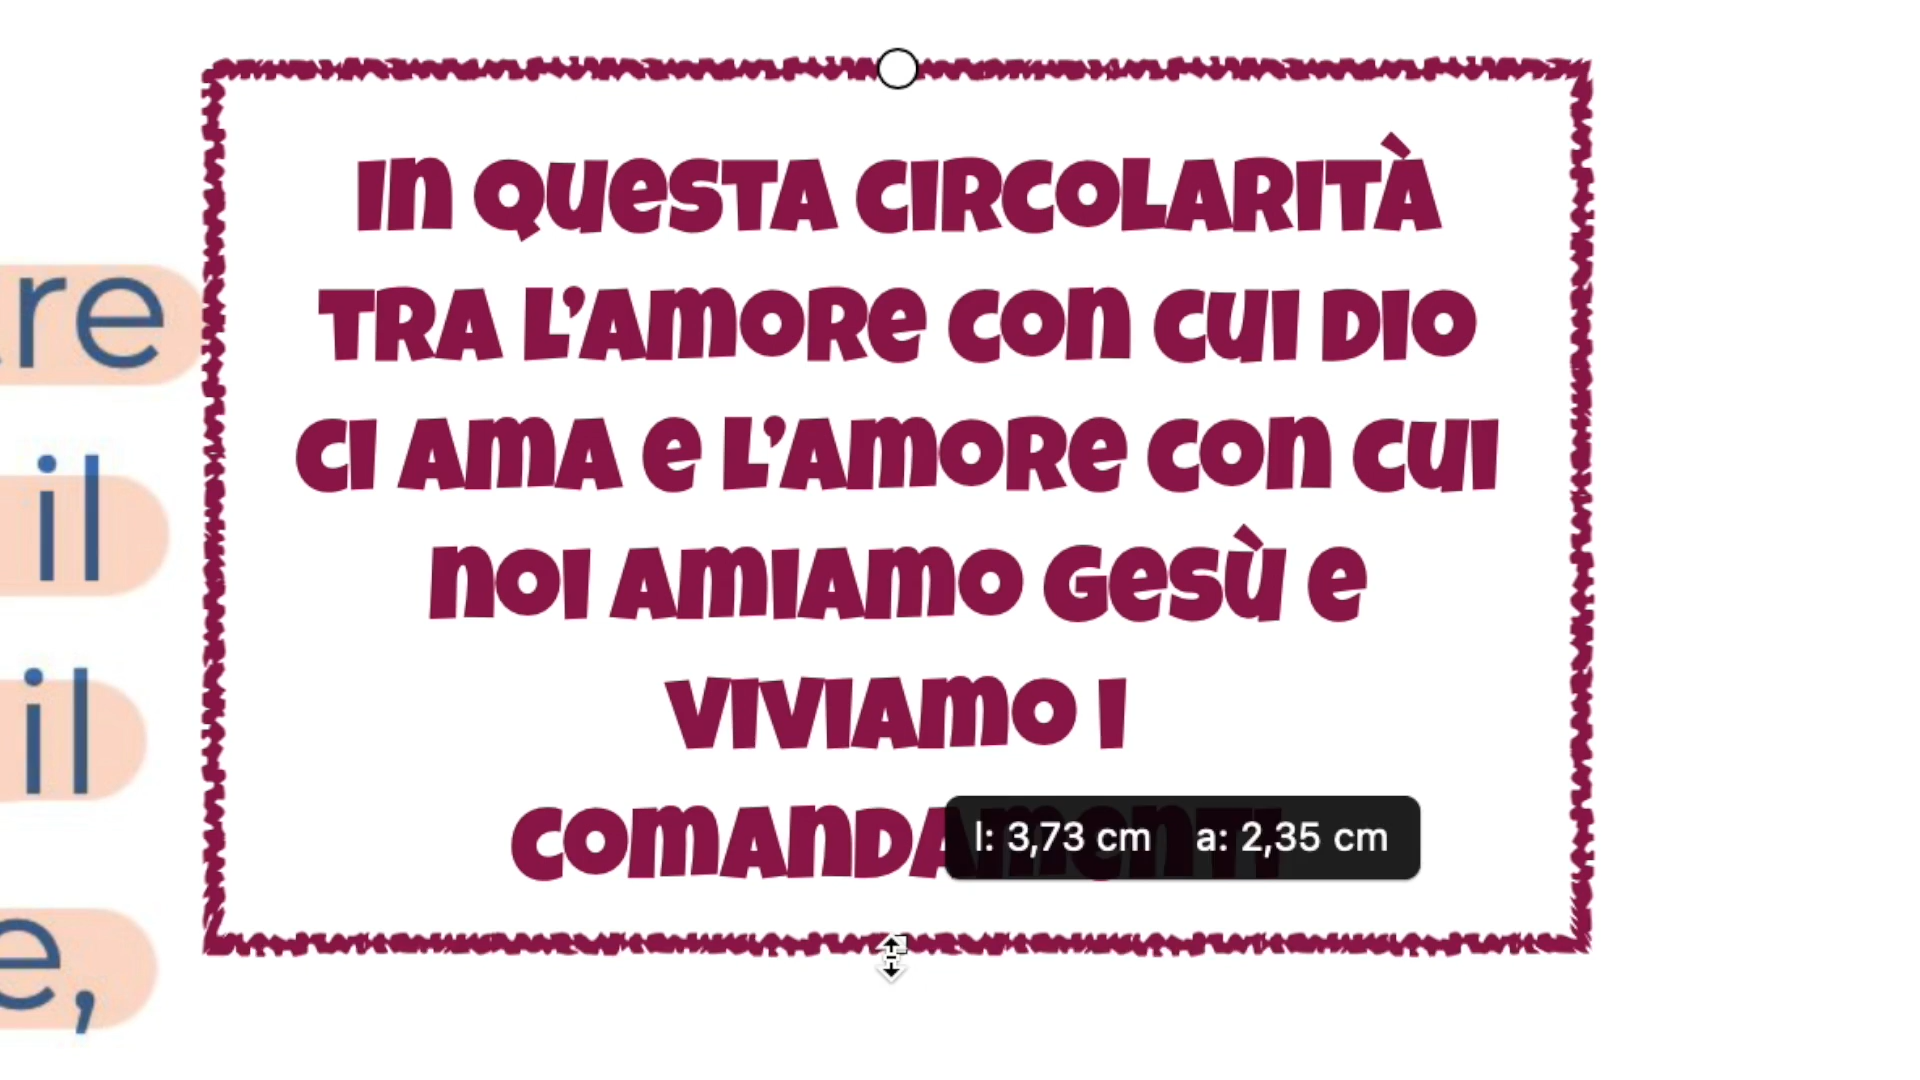 In questa circolarità
tra l’amore con cui Dio
ci ama e l’amore con cui
noi amiamo Gesù e
viviamo i
comandamenti
l: 3,73 cm a: 2,35 cm
re
il
il
e,